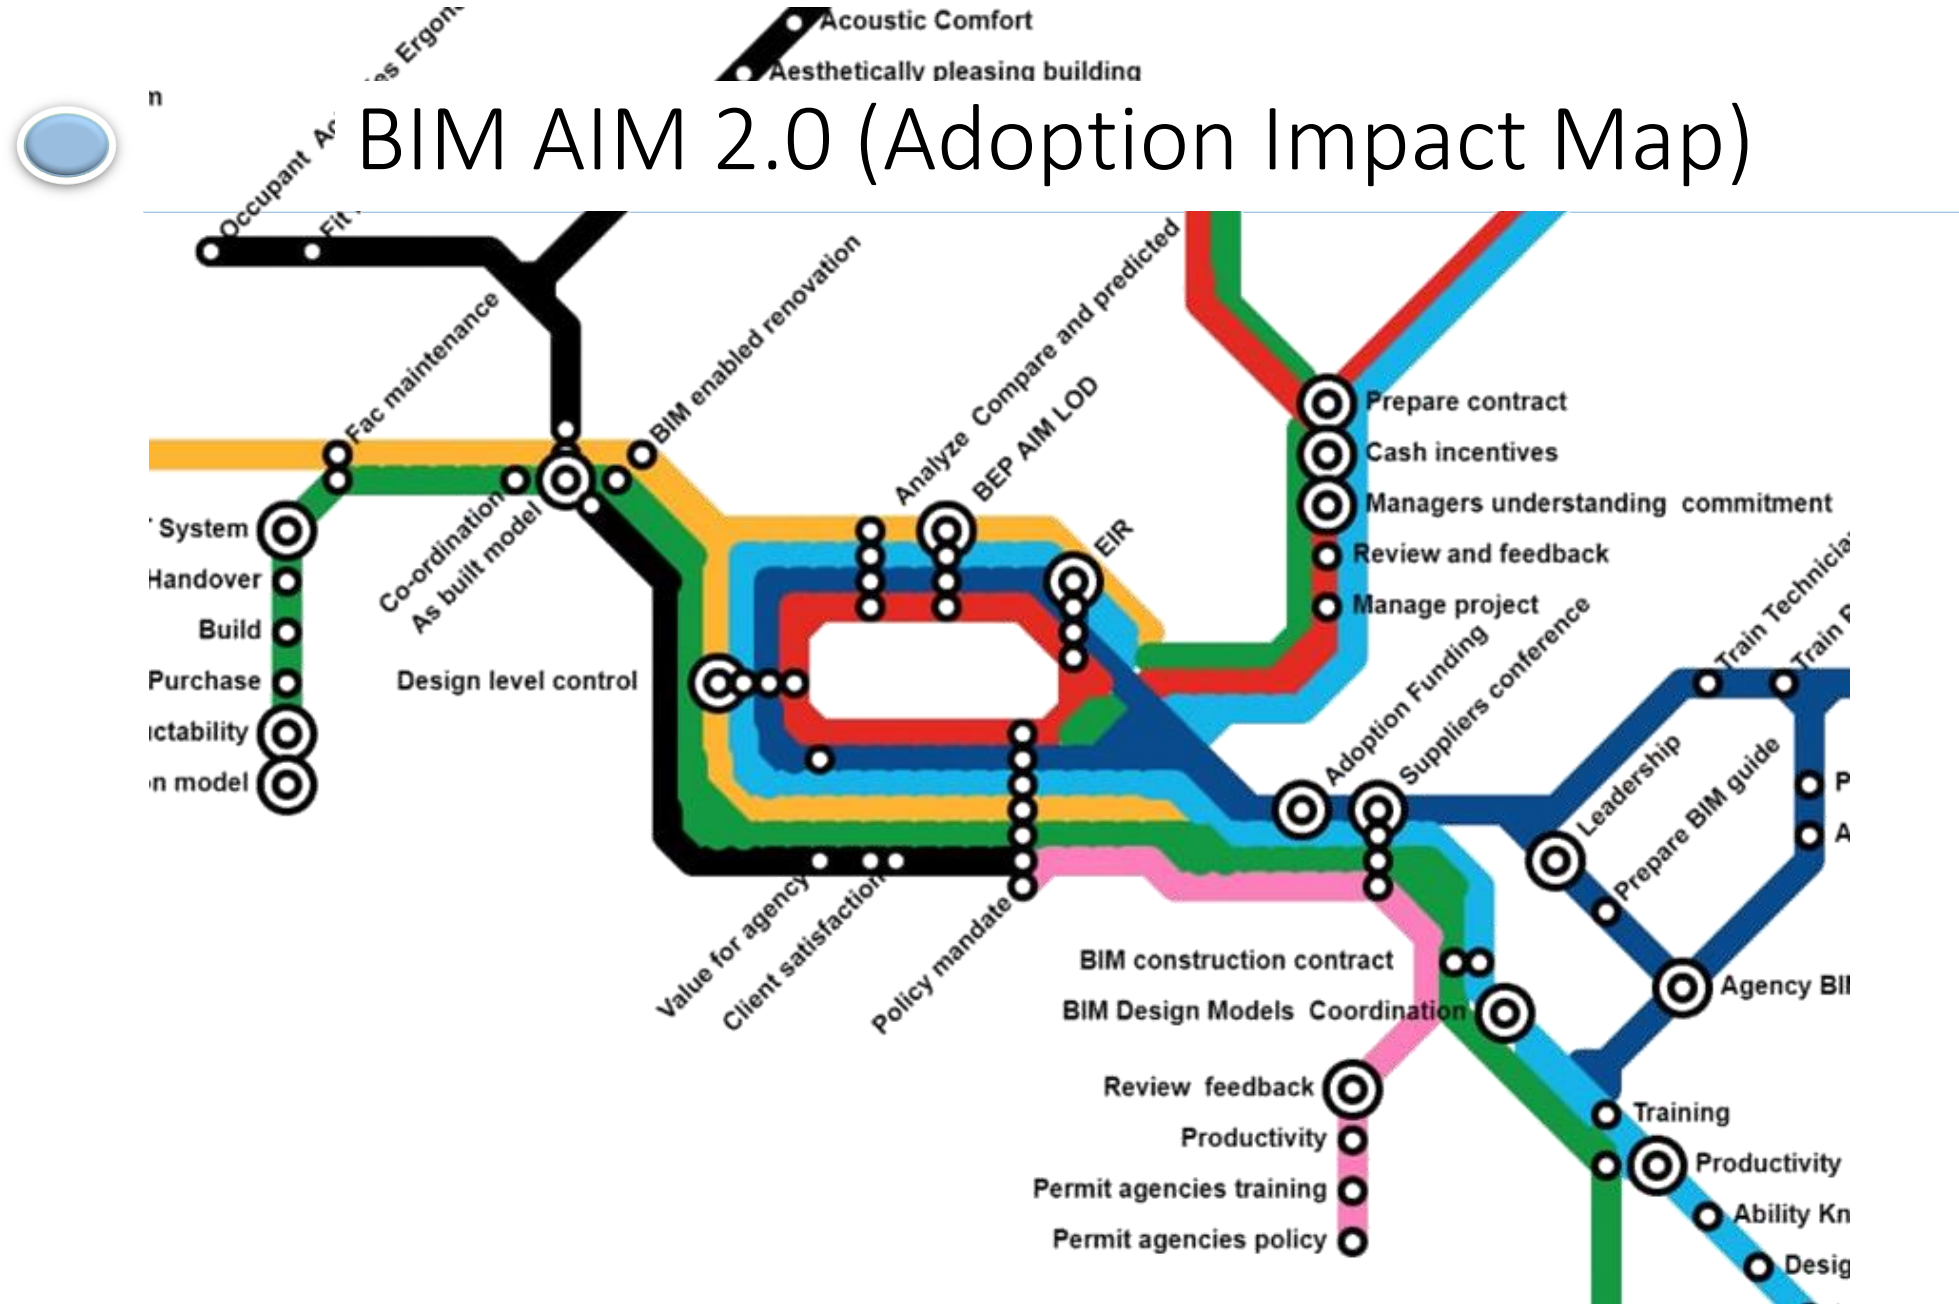 Acoustic Comfort
Aesthetically pleasing building
BIM AIM 2.0 (Adoption Impact Map)
Occupant
Fit
Fac maintenance
BIM enabled renovation
Analyze Compare and predicted
BEP AIM LOD
EIR
Prepare contract
Cash incentives
Managers understanding commitment
Review and feedback
Manage project
System
Handover
Build
Purchase
Co-ordination
As built model
Design level control
Adoption Funding
Suppliers conference
Train
Train
Leadership
Prepare BIM guide
model
Value for agency
Client satisfaction
Policy mandate
BIM construction contract
BIM Design Models Coordination
Agency
Review feedback
Productivity
Permit agencies training
Permit agencies policy
Training
Productivity
Ability